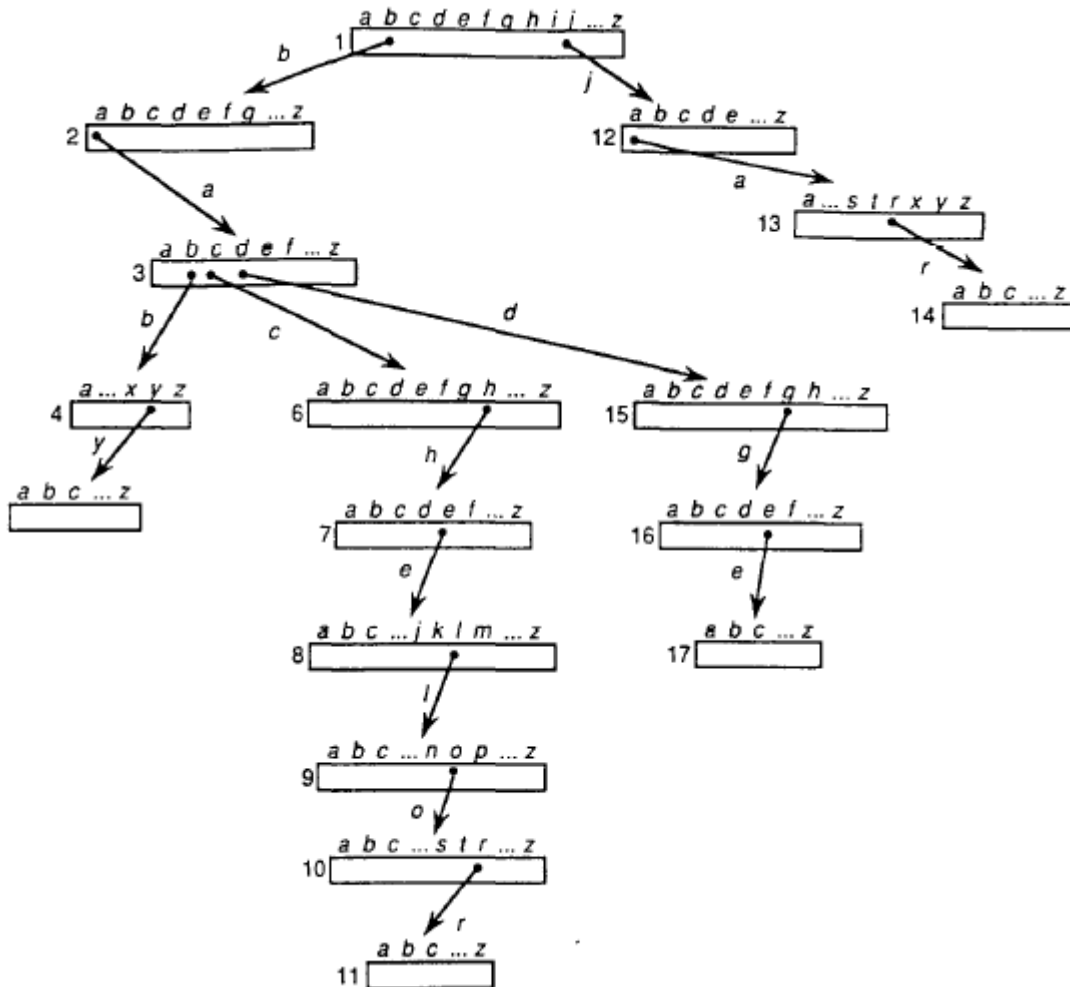 a b c d e f g h i j ... z
1
b
j
a b c d e f g ... z
2
a b c d e ... z
12
a
a
a ... s t r x y z
13
a b c d e f ... z
3
r
a b c ... z
14
b
c
d
a ... x y z
4
a b c d e f g h ... z
6
a b c d e f g h ... z
15
y
h
g
a b c ... z
a b c d e f ... z
7
a b c d e f ... z
16
e
e
a b c ... j k l m ... z
8
a b c ... z
17
l
a b c ... n o p ... z
9
o
a b c ... s t r ... z
10
r
a b c ... z
11